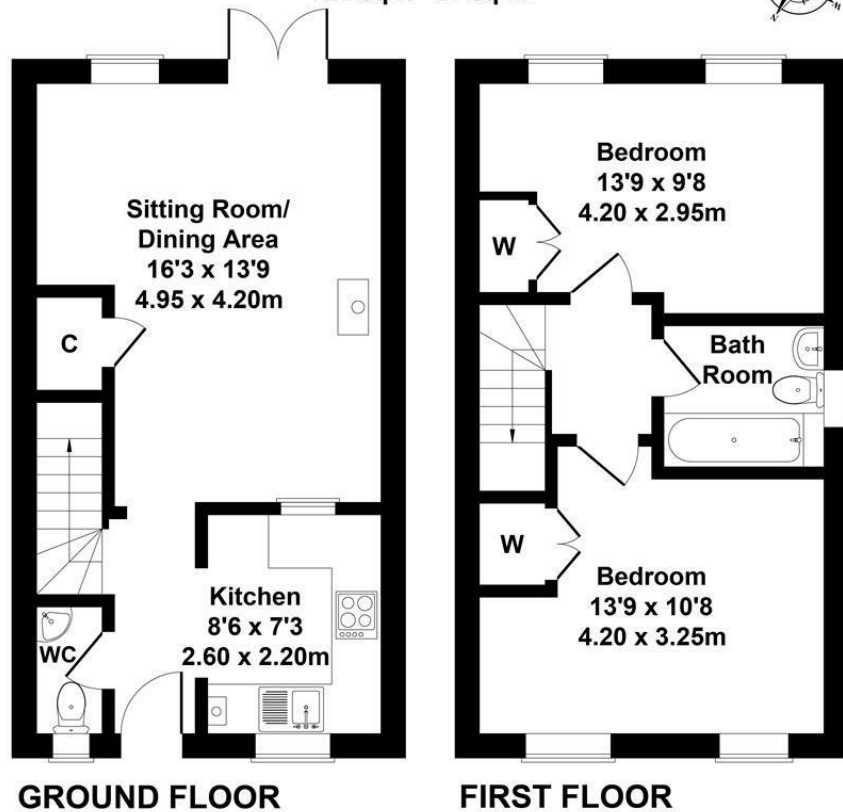 Sitting Room/
Dining Area
16'3 x 13'9
4.95 x 4.20m
C
WC
Kitchen
8'6 x 7'3
2.60 x 2.20m
GROUND FLOOR
Bedroom
13'9 x 9'8
4.20 x 2.95m
W
Bath
Room
W
Bedroom
13'9 x 10'8
4.20 x 3.25m
FIRST FLOOR